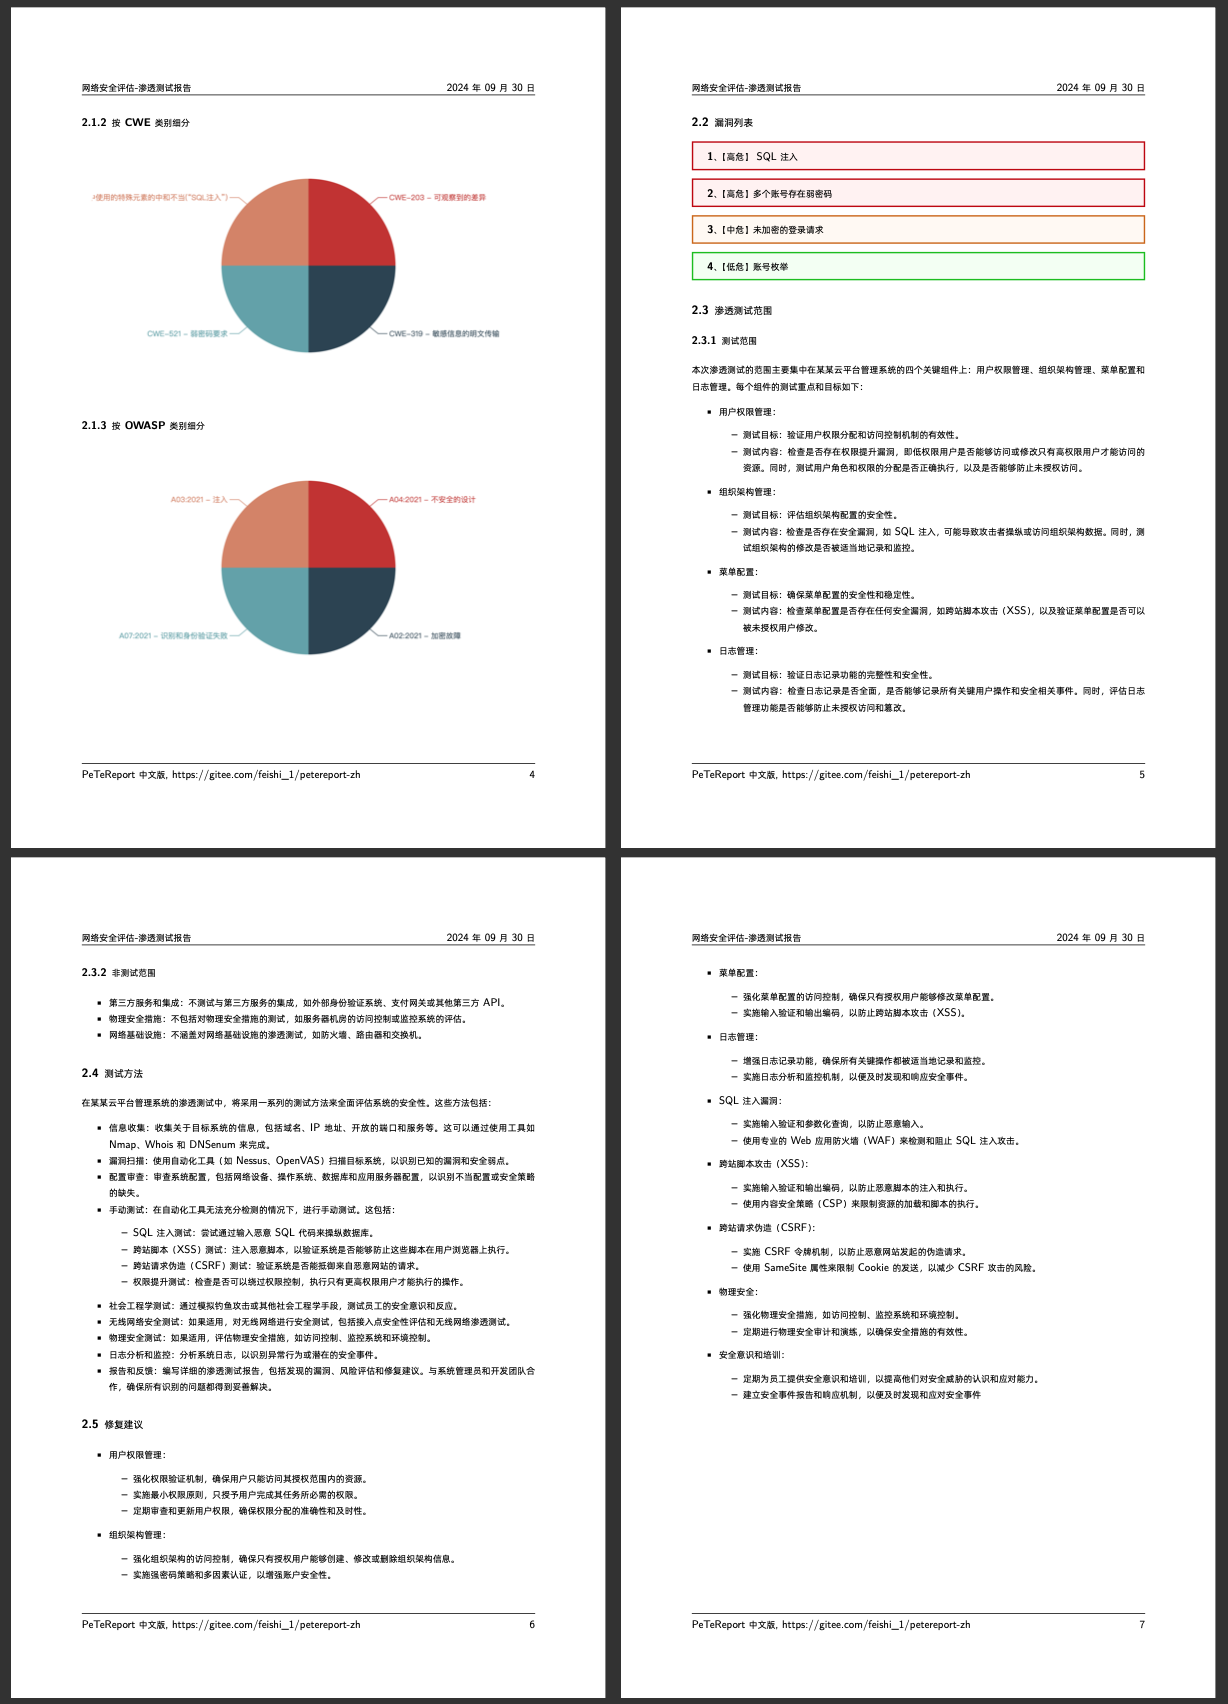 网络安全评估-渗透测试报告 2024 年 09 月 30 日
2.1.2 按 CWE 类别细分
使用的特殊元素的中和不当("SQL注入")
CWE-203 - 可观察到的差异
CWE-521 - 弱密码要求
CWE-319 - 敏感信息的明文传输
2.1.3 按 OWASP 类别细分
A03:2021 - 注入
A04:2021 - 不安全的设计
A07:2021 - 识别和身份验证失败
A02:2021 - 加密故障
PeTeReport 中文版, https://gitee.com/feishi_1/petereport-zh 4
网络安全评估-渗透测试报告 2024 年 09 月 30 日
2.2 漏洞列表
1、【高危】 SQL 注入
2、【高危】多个账号存在弱密码
3、【中危】未加密的登录请求
4、【低危】账号枚举
2.3 渗透测试范围
2.3.1 测试范围
本次渗透测试的范围主要集中在某某云平台管理系统的四个关键组件上：用户权限管理、组织架构管理、菜单配置和
日志管理。每个组件的测试重点和目标如下：
▪ 用户权限管理：
– 测试目标：验证用户权限分配和访问控制机制的有效性。
– 测试内容：检查是否存在权限提升漏洞，即低权限用户是否能够访问或修改只有高权限用户才能访问的
资源。同时，测试用户角色和权限的分配是否正确执行，以及是否能够防止未授权访问。
▪ 组织架构管理：
– 测试目标：评估组织架构配置的安全性。
– 测试内容：检查是否存在安全漏洞，如 SQL 注入，可能导致攻击者操纵或访问组织架构数据。同时，测
试组织架构的修改是否被适当地记录和监控。
▪ 菜单配置：
– 测试目标：确保菜单配置的安全性和稳定性。
– 测试内容：检查菜单配置是否存在任何安全漏洞，如跨站脚本攻击（XSS），以及验证菜单配置是否可以
被未授权用户修改。
▪ 日志管理：
– 测试目标：验证日志记录功能的完整性和安全性。
– 测试内容：检查日志记录是否全面，是否能够记录所有关键用户操作和安全相关事件。同时，评估日志
管理功能是否能够防止未授权访问和篡改。
PeTeReport 中文版, https://gitee.com/feishi_1/petereport-zh 5
网络安全评估-渗透测试报告 2024 年 09 月 30 日
2.3.2 非测试范围
▪ 第三方服务和集成：不测试与第三方服务的集成，如外部身份验证系统、支付网关或其他第三方 API。
▪ 物理安全措施：不包括对物理安全措施的测试，如服务器机房的访问控制或监控系统的评估。
▪ 网络基础设施：不涵盖对网络基础设施的渗透测试，如防火墙、路由器和交换机。
2.4 测试方法
在某某云平台管理系统的渗透测试中，将采用一系列的测试方法来全面评估系统的安全性。这些方法包括：
▪ 信息收集：收集关于目标系统的信息，包括域名、IP 地址、开放的端口和服务等。这可以通过使用工具如
Nmap、Whois 和 DNSenum 来完成。
▪ 漏洞扫描：使用自动化工具（如 Nessus、OpenVAS）扫描目标系统，以识别已知的漏洞和安全弱点。
▪ 配置审查：审查系统配置，包括网络设备、操作系统、数据库和应用服务器配置，以识别不当配置或安全策略
的缺失。
▪ 手动测试：在自动化工具无法充分检测的情况下，进行手动测试。这包括：
– SQL 注入测试：尝试通过输入恶意 SQL 代码来操纵数据库。
– 跨站脚本（XSS）测试：注入恶意脚本，以验证系统是否能够防止这些脚本在用户浏览器上执行。
– 跨站请求伪造（CSRF）测试：验证系统是否能抵御来自恶意网站的请求。
– 权限提升测试：检查是否可以绕过权限控制，执行只有更高权限用户才能执行的操作。
▪ 社会工程学测试：通过模拟钓鱼攻击或其他社会工程学手段，测试员工的安全意识和反应。
▪ 无线网络安全测试：如果适用，对无线网络进行安全测试，包括接入点安全性评估和无线网络渗透测试。
▪ 物理安全测试：如果适用，评估物理安全措施，如访问控制、监控系统和环境控制。
▪ 日志分析和监控：分析系统日志，以识别异常行为或潜在的安全事件。
▪ 报告和反馈：编写详细的渗透测试报告，包括发现的漏洞、风险评估和修复建议。与系统管理员和开发团队合
作，确保所有识别的问题都得到妥善解决。
2.5 修复建议
▪ 用户权限管理：
– 强化权限验证机制，确保用户只能访问其授权范围内的资源。
– 实施最小权限原则，只授予用户完成其任务所必需的权限。
– 定期审查和更新用户权限，确保权限分配的准确性和及时性。
▪ 组织架构管理：
– 强化组织架构的访问控制，确保只有授权用户能够创建、修改或删除组织架构信息。
– 实施强密码策略和多因素认证，以增强账户安全性。
PeTeReport 中文版, https://gitee.com/feishi_1/petereport-zh 6
网络安全评估-渗透测试报告 2024 年 09 月 30 日
▪ 菜单配置：
– 强化菜单配置的访问控制，确保只有授权用户能够修改菜单配置。
– 实施输入验证和输出编码，以防止跨站脚本攻击（XSS）。
▪ 日志管理：
– 增强日志记录功能，确保所有关键操作都被适当地记录和监控。
– 实施日志分析和监控机制，以便及时发现和响应安全事件。
▪ SQL 注入漏洞：
– 实施输入验证和参数化查询，以防止恶意输入。
– 使用专业的 Web 应用防火墙（WAF）来检测和阻止 SQL 注入攻击。
▪ 跨站脚本攻击（XSS）：
– 实施输入验证和输出编码，以防止恶意脚本的注入和执行。
– 使用内容安全策略（CSP）来限制资源的加载和脚本的执行。
▪ 跨站请求伪造（CSRF）：
– 实施 CSRF 令牌机制，以防止恶意网站发起的伪造请求。
– 使用 SameSite 属性来限制 Cookie 的发送，以减少 CSRF 攻击的风险。
▪ 物理安全：
– 强化物理安全措施，如访问控制、监控系统和环境控制。
– 定期进行物理安全审计和演练，以确保安全措施的有效性。
▪ 安全意识和培训：
– 定期为员工提供安全意识和培训，以提高他们对安全威胁的认识和应对能力。
– 建立安全事件报告和响应机制，以便及时发现和应对安全事件
PeTeReport 中文版, https://gitee.com/feishi_1/petereport-zh 7